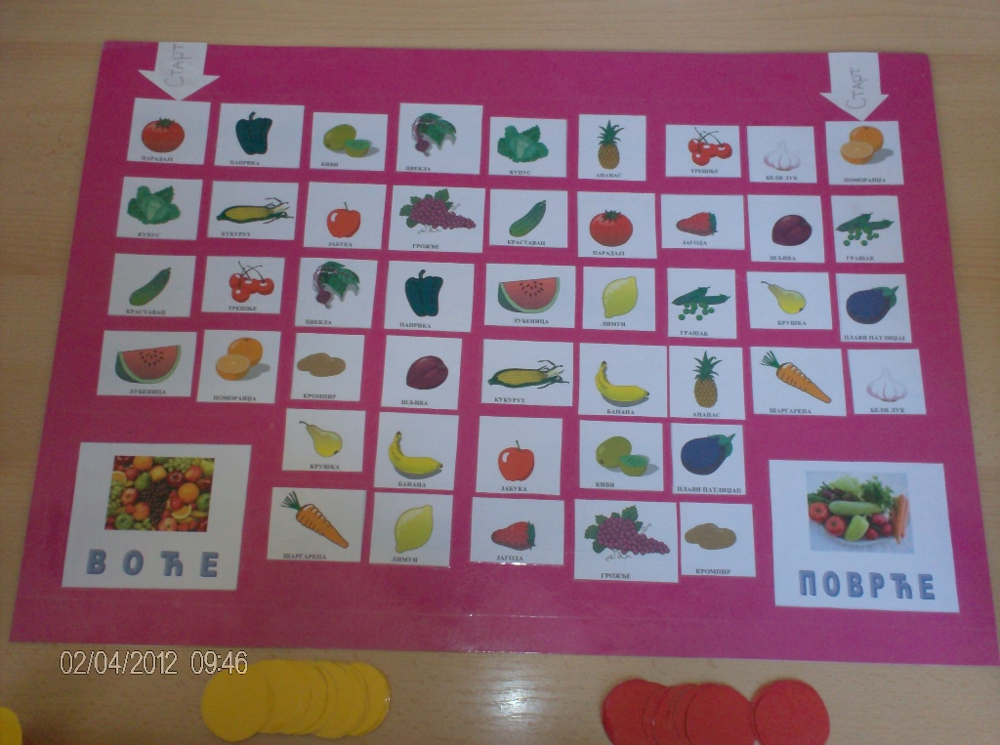 Старт
Старт
ПАРАДАЈЗ
ПАПРИКА
КИВИ
ЦВЕКЛА
КУПУС
АНАНАС
ТРЕШЊЕ
БЕЛИ ЛУК
ПОМОРАНЏА
КУПУС
КУКУРУЗ
ЈАБУКА
ГРОЖЂЕ
КРАСТАВАЦ
ПАРАДАЈЗ
ЈАГОДА
ШЉИВА
ГРАШАК
КРАСТАВАЦ
ТРЕШЊЕ
ЦВЕКЛА
ПАПРИКА
ЛУБЕНИЦА
ЛИМУН
ГРАШАК
КРУШКА
ПЛАВИ ПАТЛИЏАН
ЛУБЕНИЦА
ПОМОРАНЏА
КРОМПИР
ШЉИВА
КУКУРУЗ
БАНАНА
АНАНАС
ШАРГАРЕПА
БЕЛИ ЛУК
КРУШКА
БАНАНА
ЈАБУКА
КИВИ
ПЛАВИ ПАТЛИЏАН
ШАРГАРЕПА
ЛИМУН
ЈАГОДА
ГРОЖЂЕ
КРОМПИР
ВОЋЕ
ПОВРЋЕ
02/04/2012 09:46